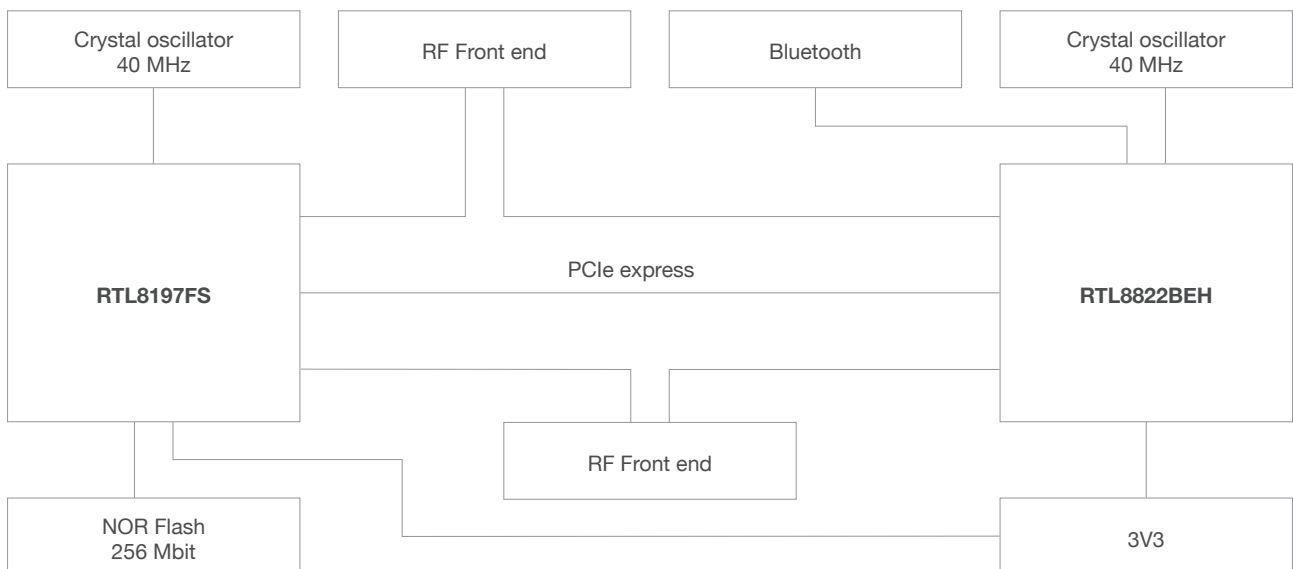 Crystal oscillator
40 MHz
RF Front end
Bluetooth
Crystal oscillator
40 MHz
RTL8197FS
PCIe express
RTL8822BEH
RF Front end
NOR Flash
256 Mbit
3V3